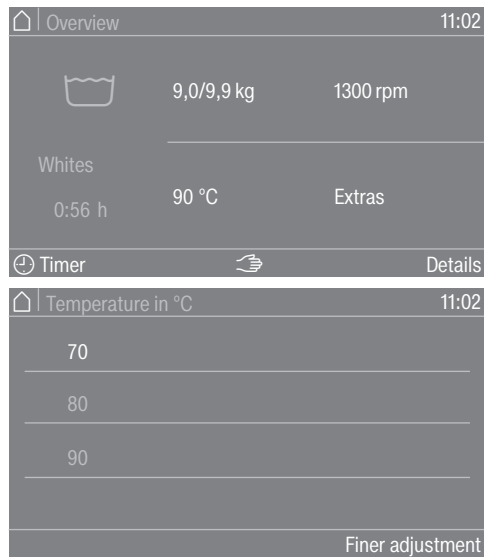 Overview 11:02
9,0/9,9 kg 1300 rpm
Whites
0:56 h
90 °C Extras
Timer Details
Temperature in °C 11:02
70
80
90
Finer adjustment